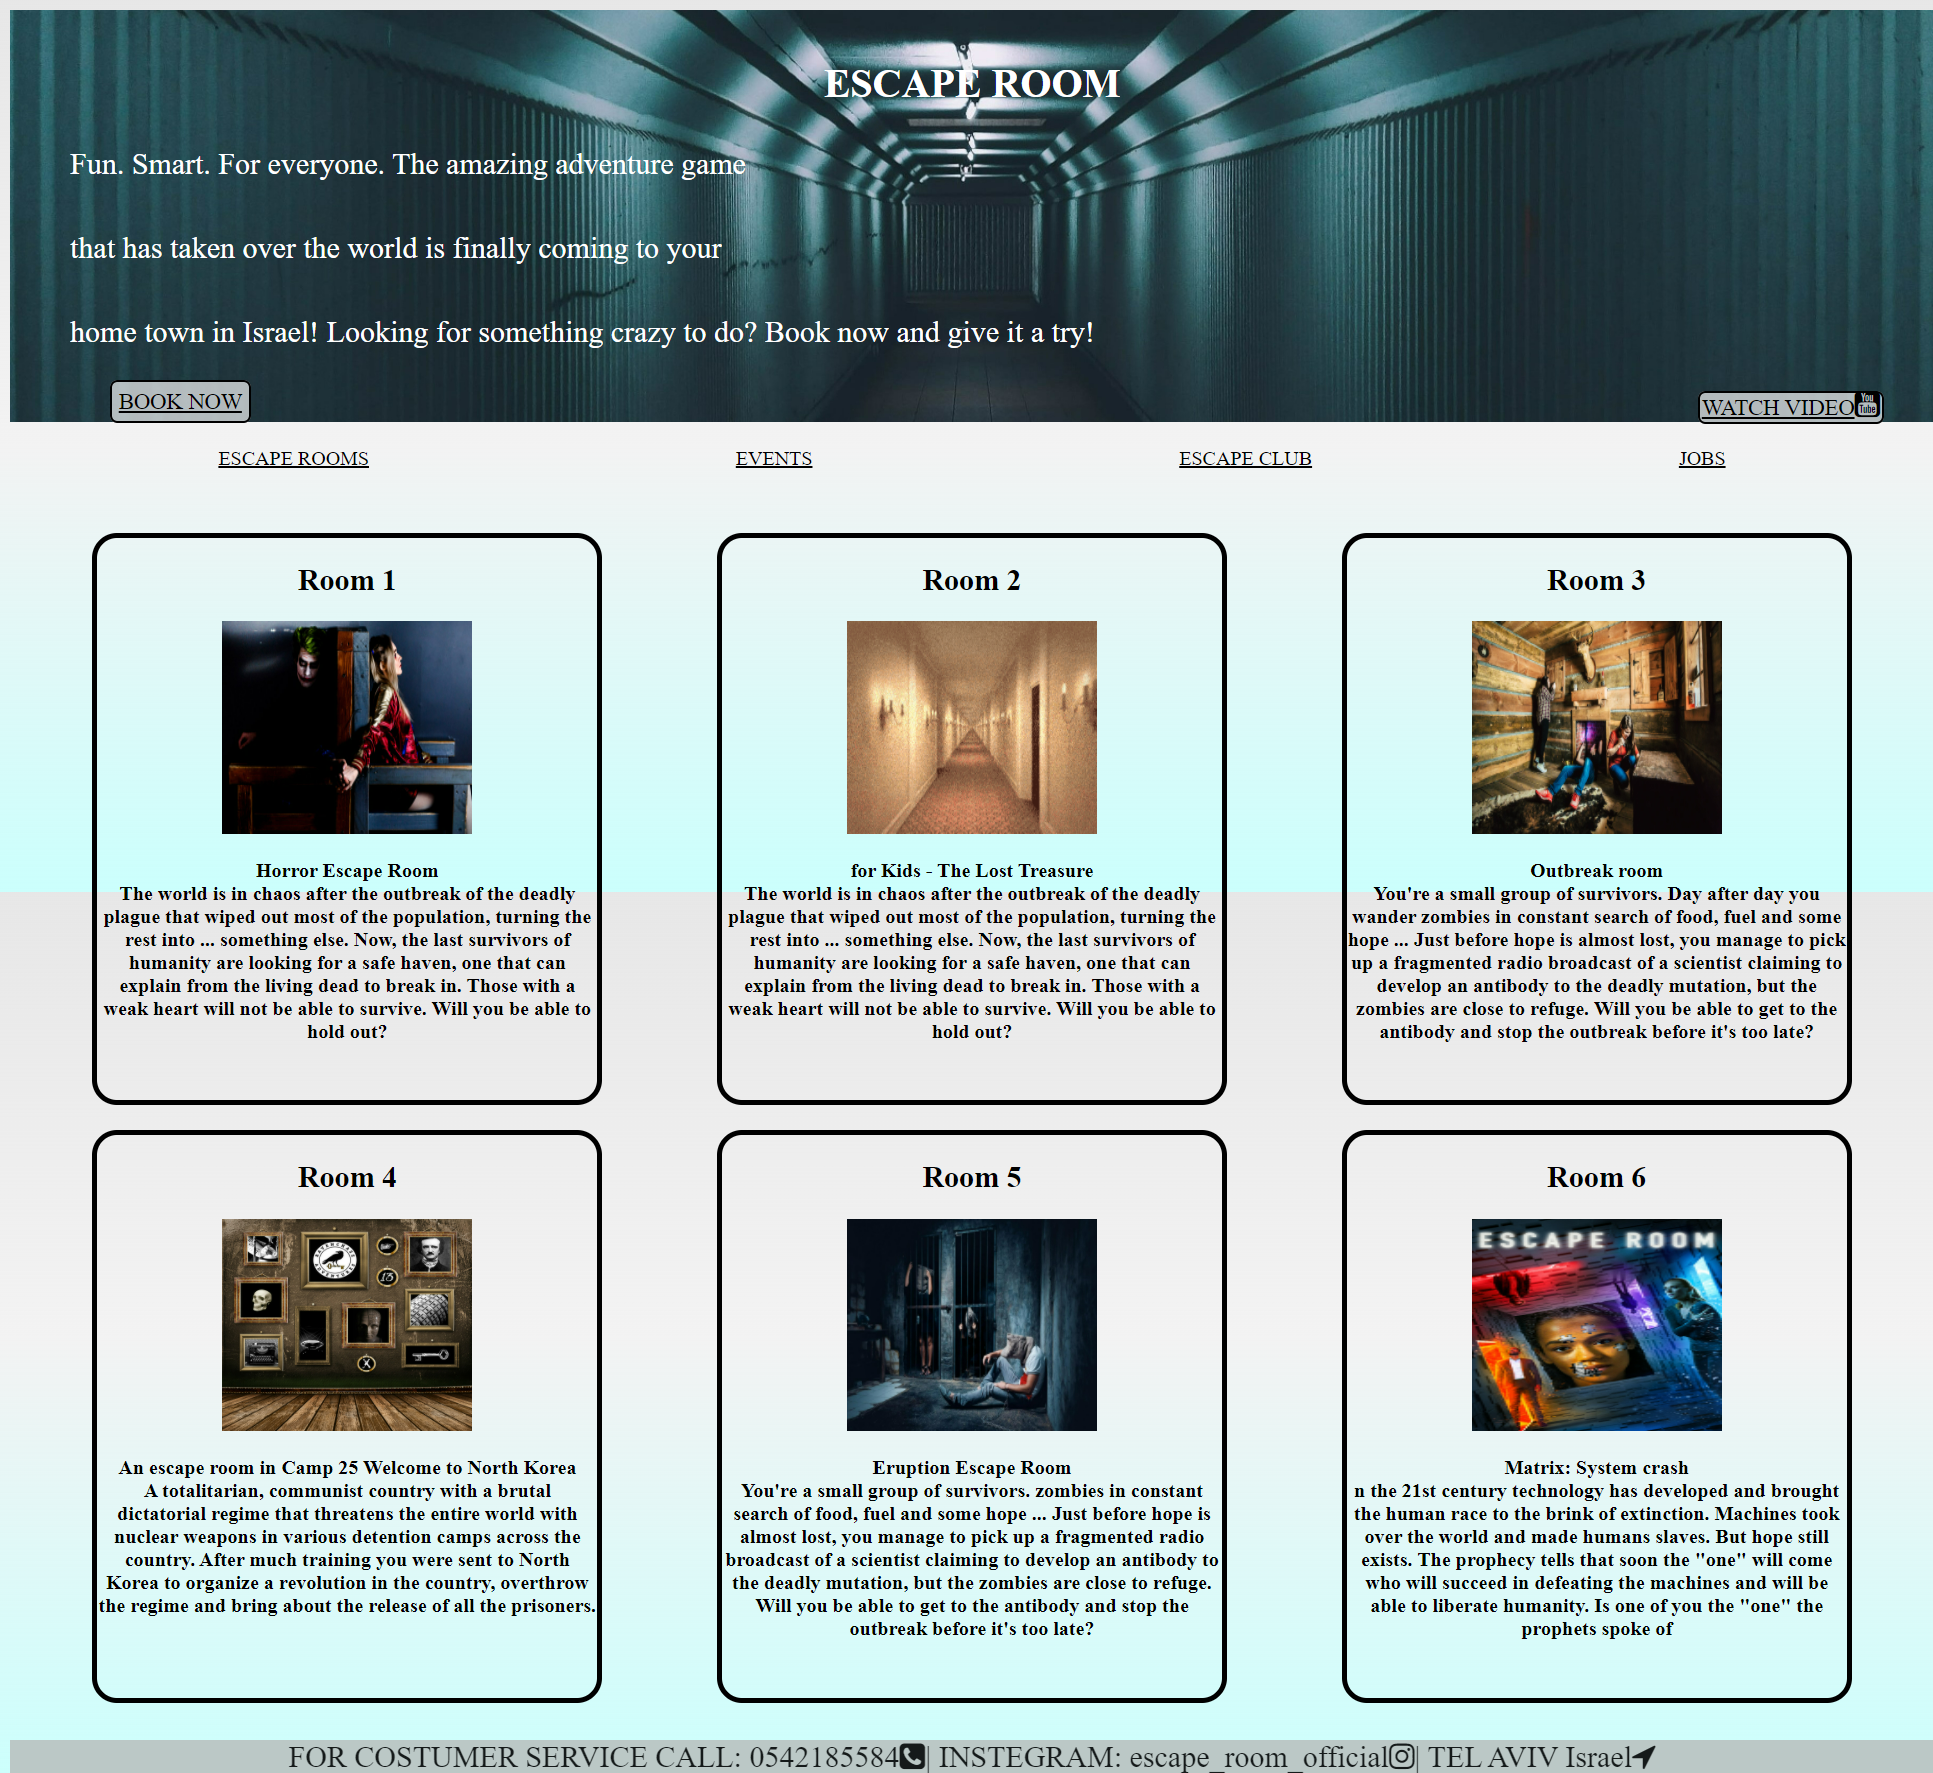 ESCAPE ROOM
Fun. Smart. For everyone. The amazing adventure game
that has taken over the world is finally coming to your
home town in Israel! Looking for something crazy to do? Book now and give it a try!
BOOK NOW
WATCH VIDEO
You
Tube
ESCAPE ROOMS
EVENTS
ESCAPE CLUB
JOBS
Room 1
Horror Escape Room
The world is in chaos after the outbreak of the deadly
plague that wiped out most of the population, turning the
rest into ... something else. Now, the last survivors of
humanity are looking for a safe haven, one that can
explain from the living dead to break in. Those with a
weak heart will not be able to survive. Will you be able to
hold out?
Room 2
for Kids - The Lost Treasure
The world is in chaos after the outbreak of the deadly
plague that wiped out most of the population, turning the
rest into ... something else. Now, the last survivors of
humanity are looking for a safe haven, one that can
explain from the living dead to break in. Those with a
weak heart will not be able to survive. Will you be able to
hold out?
Room 3
Outbreak room
You're a small group of survivors. Day after day you
wander zombies in constant search of food, fuel and some
hope ... Just before hope is almost lost, you manage to pick
up a fragmented radio broadcast of a scientist claiming to
develop an antibody to the deadly mutation, but the
zombies are close to refuge. Will you be able to get to the
antibody and stop the outbreak before it's too late?
Room 4
13
An escape room in Camp 25 Welcome to North Korea
A totalitarian, communist country with a brutal
dictatorial regime that threatens the entire world with
nuclear weapons in various detention camps across the
country. After much training you were sent to North
Korea to organize a revolution in the country, overthrow
the regime and bring about the release of all the prisoners.
Room 5
Eruption Escape Room
You're a small group of survivors. zombies in constant
search of food, fuel and some hope ... Just before hope is
almost lost, you manage to pick up a fragmented radio
broadcast of a scientist claiming to develop an antibody to
the deadly mutation, but the zombies are close to refuge.
Will you be able to get to the antibody and stop the
outbreak before it's too late?
Room 6
ESCAPE ROOM
Matrix: System crash
n the 21st century technology has developed and brought
the human race to the brink of extinction. Machines took
over the world and made humans slaves. But hope still
exists. The prophecy tells that soon the "one" will come
who will succeed in defeating the machines and will be
able to liberate humanity. Is one of you the "one" the
prophets spoke of
FOR COSTUMER SERVICE CALL: 0542185584| INSTEGRAM: escape_room_official| TEL AVIV Israel